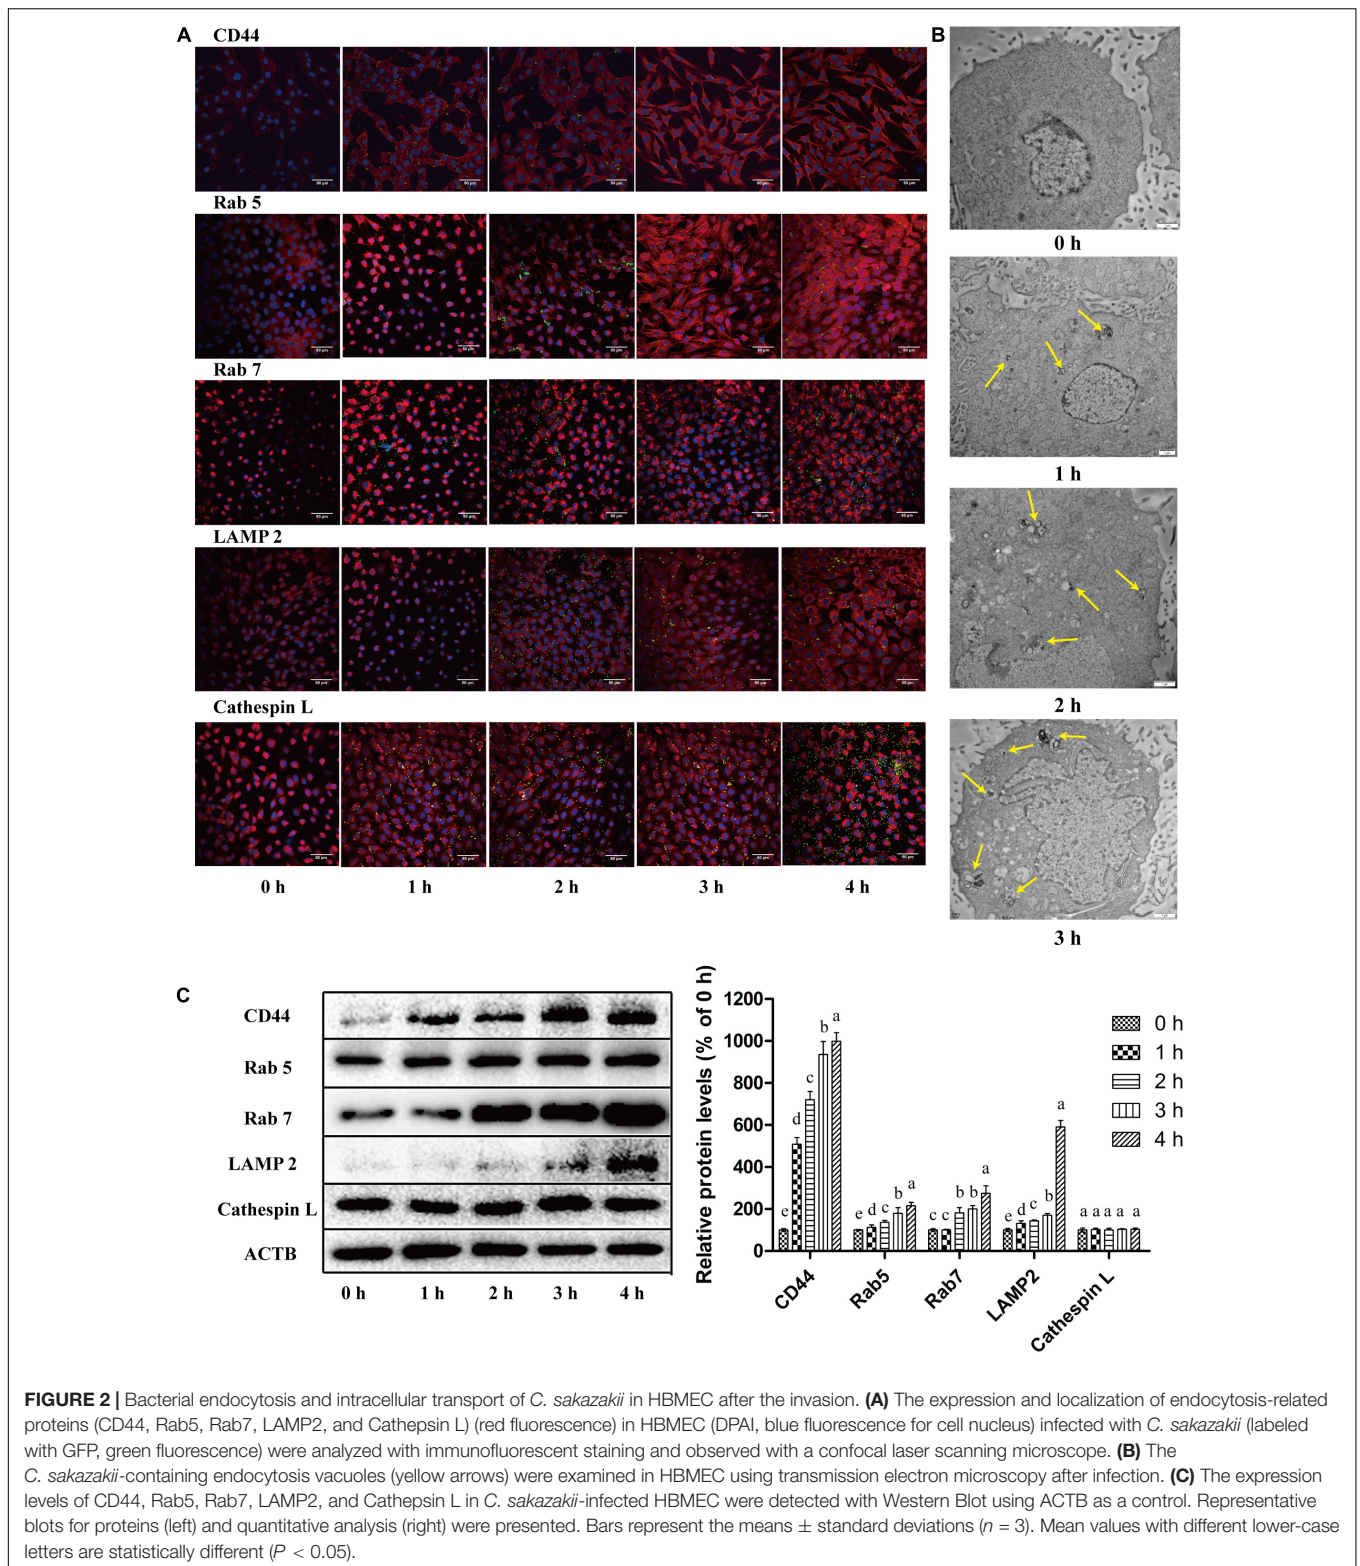 A
CD44
B
Rab 5
0 h
Rab 7
1 h
LAMP 2
2 h
Cathespin L
0 h 1 h 2 h 3 h 4 h
3 h
C
CD44
Rab 5
Rab 7
LAMP 2
Cathespin L
ACTB
0 h 1 h 2 h 3 h 4 h
Relative protein levels (% of 0 h)
1200
1000
800
600
400
200
0
e d c b a
e d c b a
c c b b a
e d c b a
a a a a a
CD44
Rab5
Rab7
LAMP2
Cathespin L
0 h
1 h
2 h
3 h
4 h
FIGURE 2 | Bacterial endocytosis and intracellular transport of C. sakazakii in HBMEC after the invasion. (A) The expression and localization of endocytosis-related
proteins (CD44, Rab5, Rab7, LAMP2, and Cathepsin L) (red fluorescence) in HBMEC (DPAI, blue fluorescence for cell nucleus) infected with C. sakazakii (labeled
with GFP, green fluorescence) were analyzed with immunofluorescent staining and observed with a confocal laser scanning microscope. (B) The
C. sakazakii-containing endocytosis vacuoles (yellow arrows) were examined in HBMEC using transmission electron microscopy after infection. (C) The expression
levels of CD44, Rab5, Rab7, LAMP2, and Cathepsin L in C. sakazakii-infected HBMEC were detected with Western Blot using ACTB as a control. Representative
blots for proteins (left) and quantitative analysis (right) were presented. Bars represent the means ± standard deviations (n = 3). Mean values with different lower-case
letters are statistically different (P < 0.05).